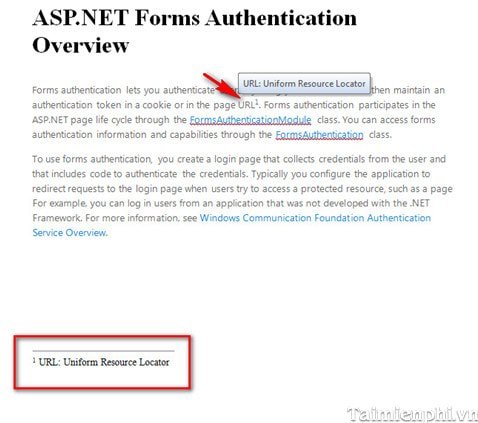 ASP.NET Forms Authentication
Overview
URL: Uniform Resource Locator
Forms authentication lets you authenticate then maintain an
authentication token in a cookie or in the page URL¹. Forms authentication participates in the
ASP.NET page life cycle through the FormsAuthenticationModule class. You can access forms
authentication information and capabilities through the FormsAuthentication class.
To use forms authentication, you create a login page that collects credentials from the user and
that includes code to authenticate the credentials. Typically you configure the application to
redirect requests to the login page when users try to access a protected resource, such as a page
For example, you can log in users from an application that was not developed with the .NET
Framework. For more information, see Windows Communication Foundation Authentication
Service Overview.
¹ URL: Uniform Resource Locator
Taimienphi.vn